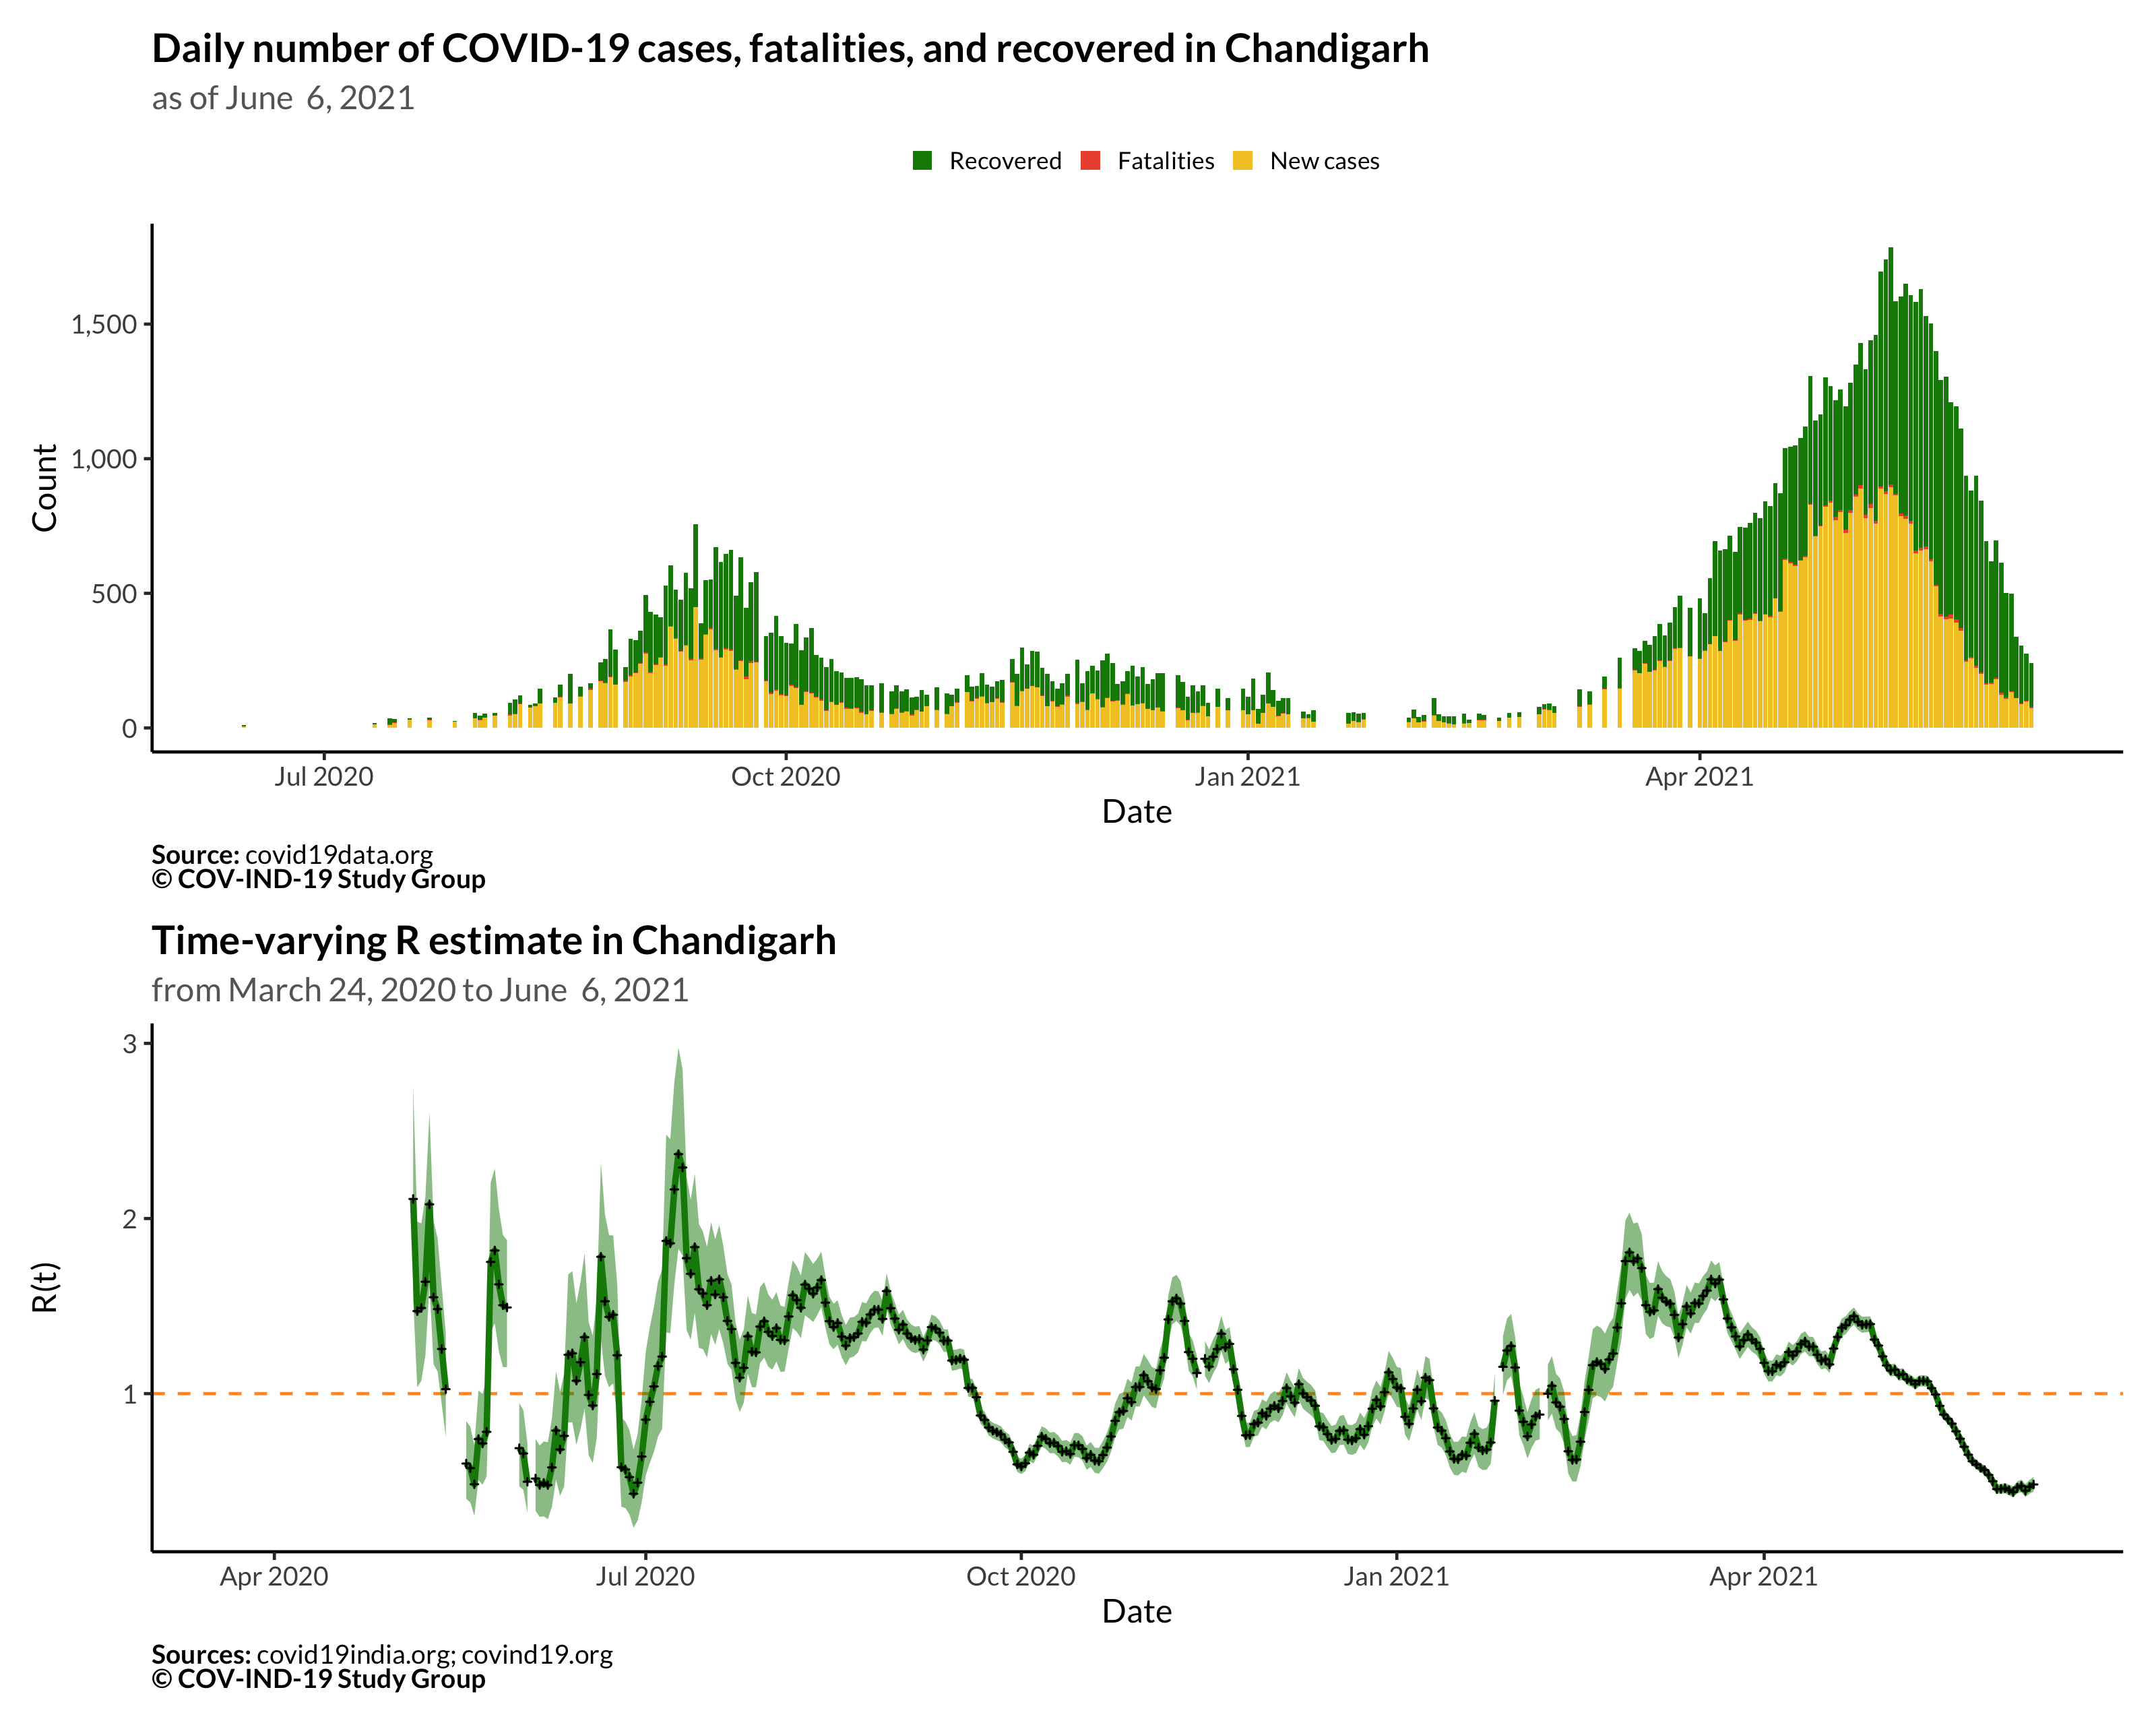 Daily number of COVID-19 cases, fatalities, and recovered in Chandigarh
as of June  6, 2021
Recovered Fatalities New cases
Count
1,500
1,000
500
0
Jul 2020 Oct 2020 Jan 2021 Apr 2021
Date
Source: covid19data.org
© COV-IND-19 Study Group
Time-varying R estimate in Chandigarh
from March 24, 2020 to June  6, 2021
R(t)
3
2
1
Apr 2020 Jul 2020 Oct 2020 Jan 2021 Apr 2021
Date
Sources: covid19india.org; covind19.org
© COV-IND-19 Study Group